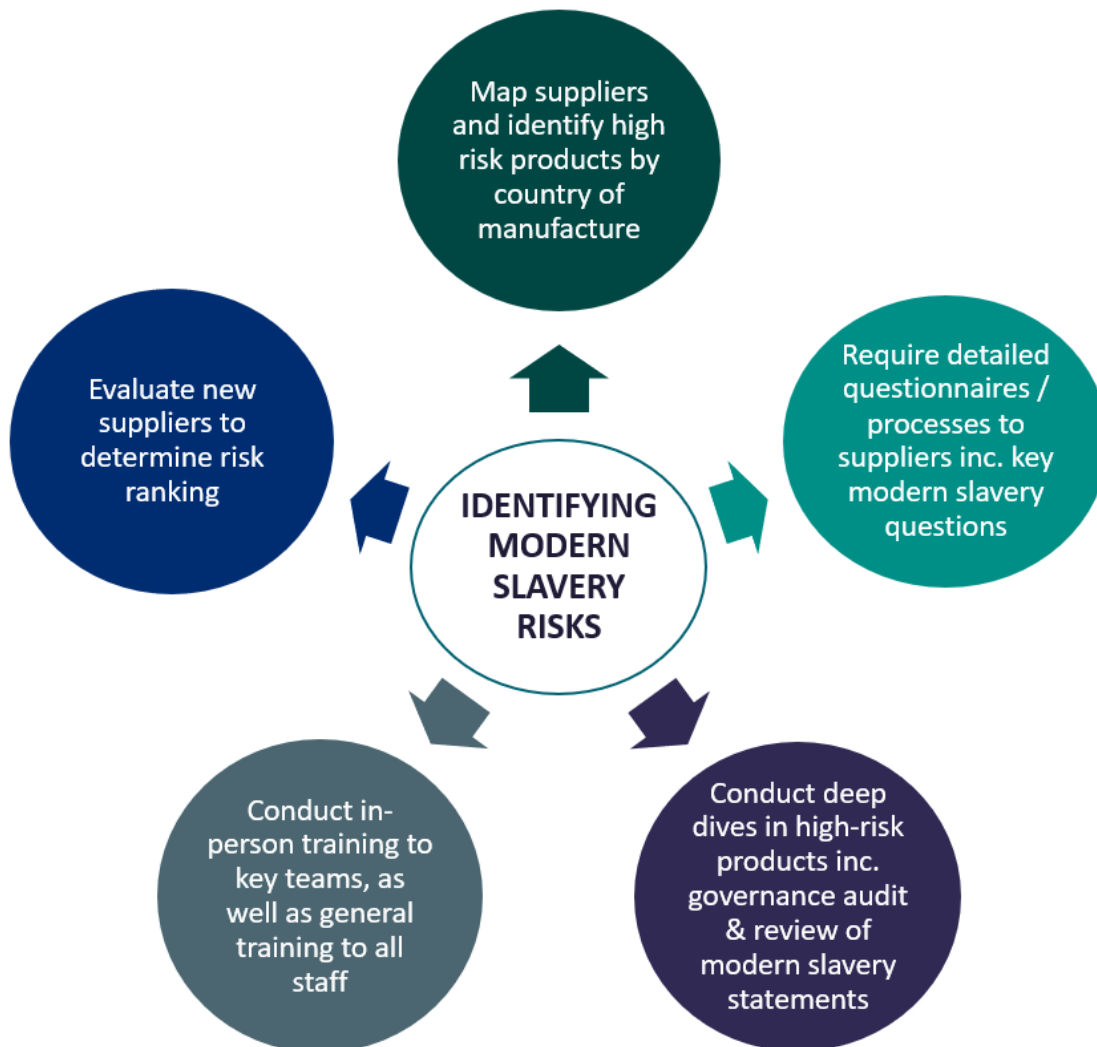 Map suppliers
and identify high
risk products by
country of
manufacture
Evaluate new
suppliers to
determine risk
ranking
Require detailed
questionnaires /
processes to
suppliers inc. key
modern slavery
questions
IDENTIFYING
MODERN
SLAVERY
RISKS
Conduct in-
person training to
key teams, as
well as general
training to all
staff
Conduct deep
dives in high-risk
products inc.
governance audit
& review of
modern slavery
statements